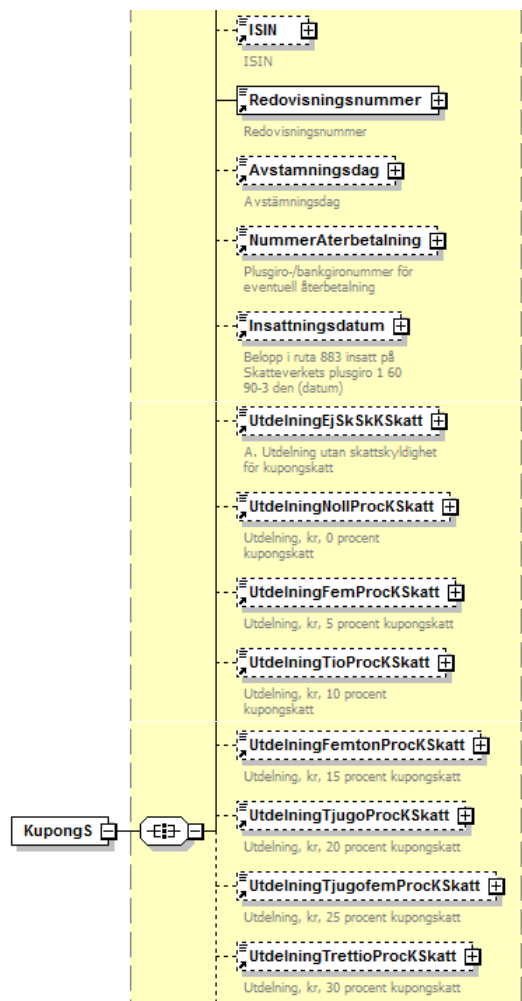 ISIN
ISIN
Redovisningsnummer
Redovisningsnummer
Avstamningsdag
Avstämningsdag
NummerAterbetalning
Plusgiro-/bankgironummer för
eventuell återbetalning
Insattningsdatum
Belopp i ruta 883 insatt på
Skatteverkets plusgiro 1 60
90-3 den (datum)
UtdelningEjSkSkKSkatt
A. Utdelning utan skattskyldighet
för kupongskatt
UtdelningNollProcKSkatt
Utdelning, kr, 0 procent
kupongskatt
UtdelningFemProcKSkatt
Utdelning, kr, 5 procent kupongskatt
UtdelningTioProcKSkatt
Utdelning, kr, 10 procent
kupongskatt
UtdelningFemtonProcKSkatt
Utdelning, kr, 15 procent kupongskatt
KupongS
UtdelningTjugoProcKSkatt
Utdelning, kr, 20 procent kupongskatt
UtdelningTjugofemProcKSkatt
Utdelning, kr, 25 procent kupongskatt
UtdelningTrettioProcKSkatt
Utdelning, kr, 30 procent kupongskatt